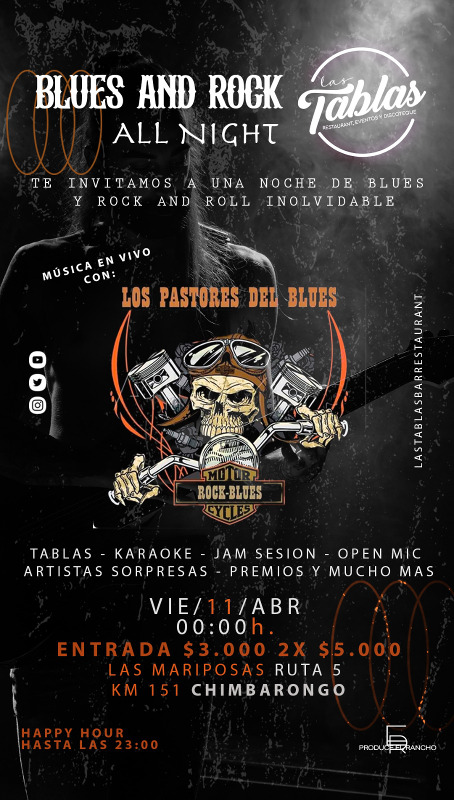 BLUES AND ROCK
ALL NIGHT
las
Tablas
RESTAURANT, EVENTOS Y DISCOTEQUE
TE INVITAMOS A UNA NOCHE DE BLUES
Y ROCK AND ROLL INOLVIDABLE
MÚSICA EN VIVO
CON:
LOS PASTORES DEL BLUES
LASTABLASBARRESTAURANT
MOTOR
ROCK-BLUES
CYCLES
TABLAS - KARAOKE - JAM SESION - OPEN MIC
ARTISTAS SORPRESAS - PREMIOS Y MUCHO MAS
VIE/11/ABR
00:00h.
ENTRADA $3.000 2X $5.000
LAS MARIPOSAS RUTA 5
KM 151 CHIMBARONGO
HAPPY HOUR
HASTA LAS 23:00
PRODUCE EL RANCHO